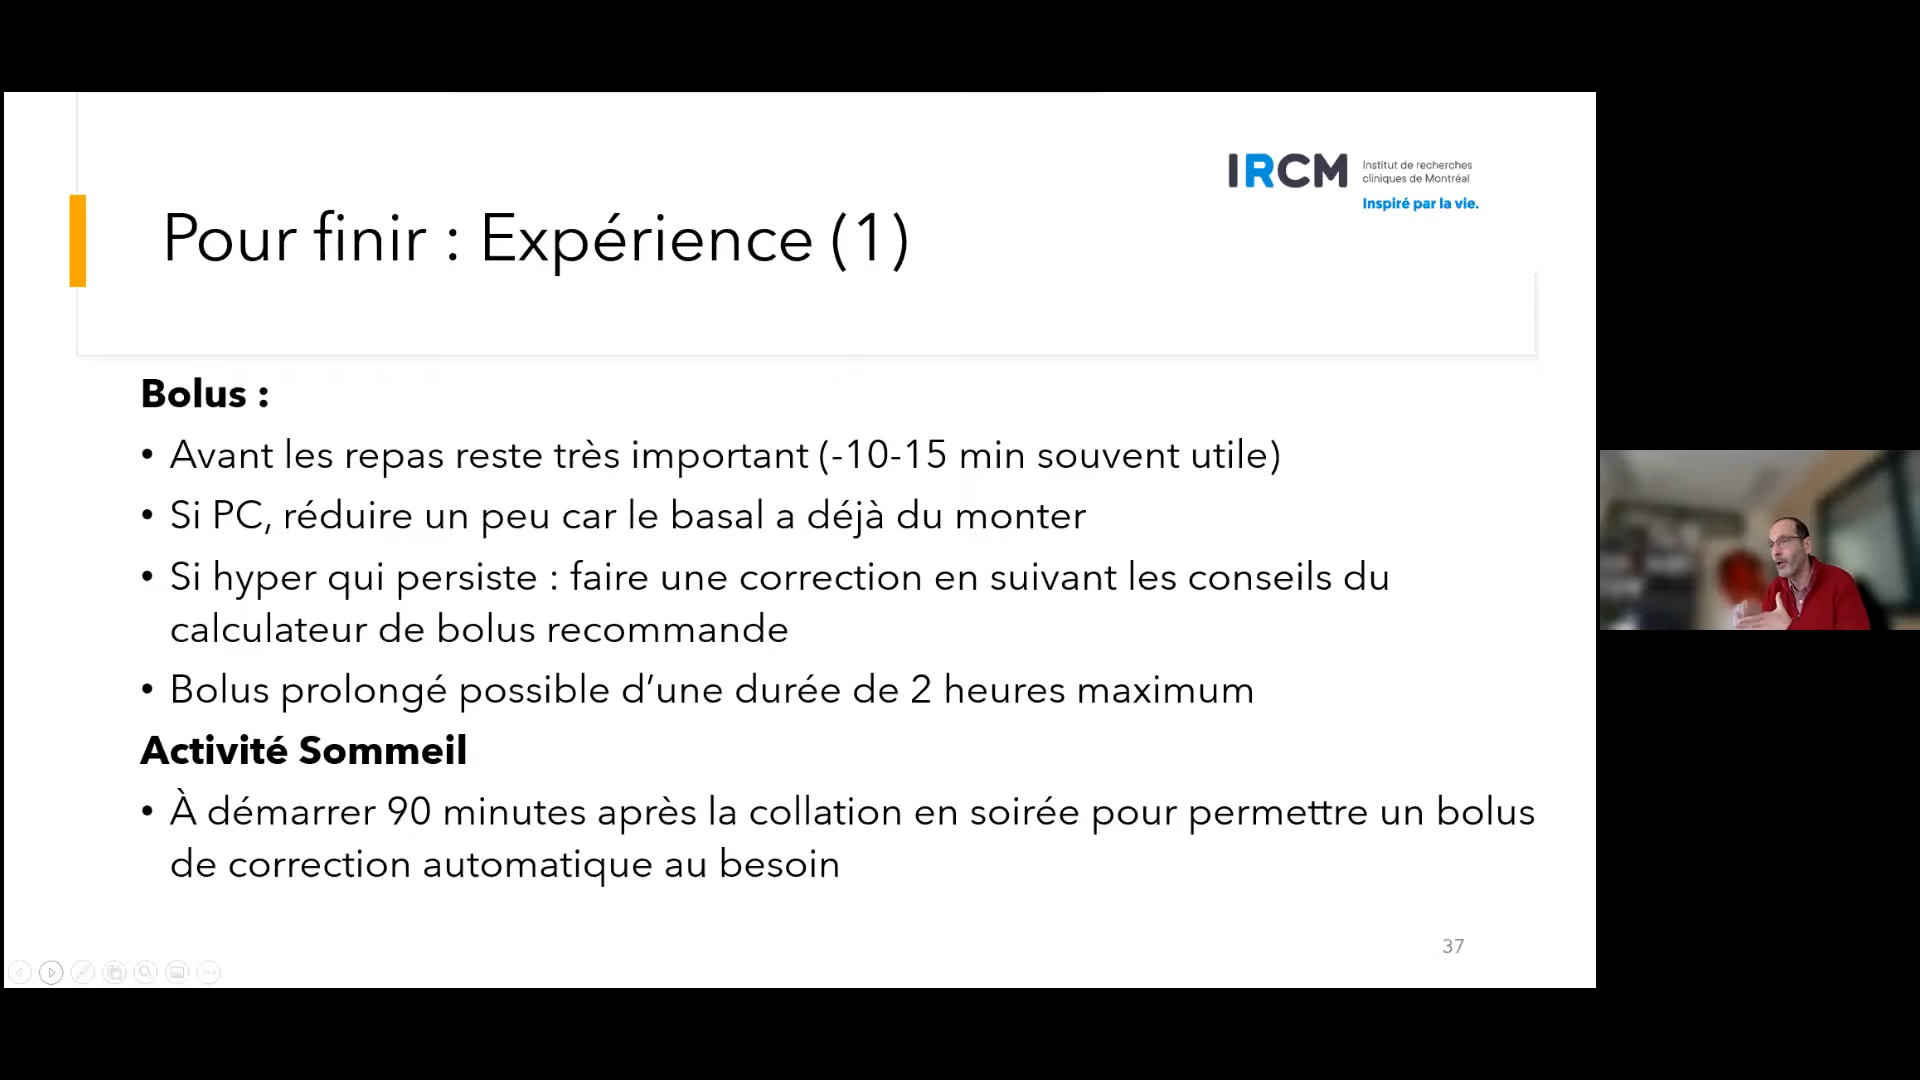 IRCM
Institut de recherches
cliniques de Montréal
Inspiré par la vie.
Pour finir : Expérience (1)
Bolus :
• Avant les repas reste très important (-10-15 min souvent utile)
• Si PC, réduire un peu car le basal a déjà du monter
• Si hyper qui persiste : faire une correction en suivant les conseils du
calculateur de bolus recommande
• Bolus prolongé possible d’une durée de 2 heures maximum
Activité Sommeil
• À démarrer 90 minutes après la collation en soirée pour permettre un bolus
de correction automatique au besoin
37